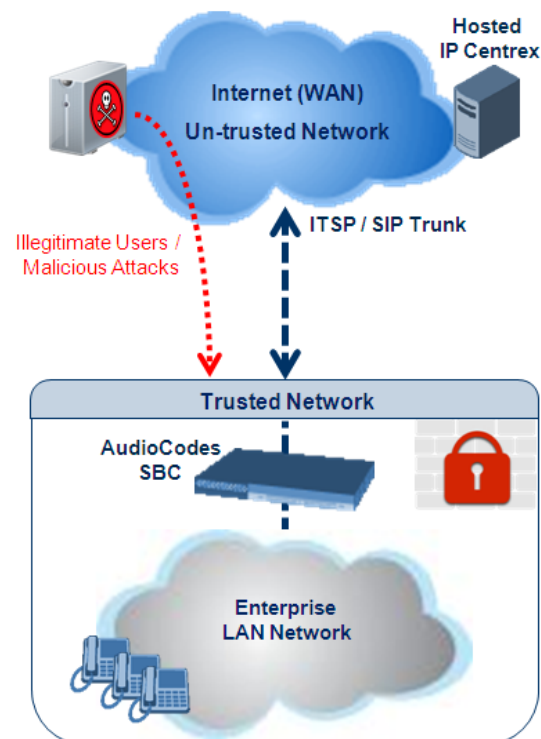 Hosted
IP Centrex
Internet (WAN)
Un-trusted Network
ITSP / SIP Trunk
Illegitimate Users /
Malicious Attacks
Trusted Network
AudioCodes
SBC
Enterprise
LAN Network